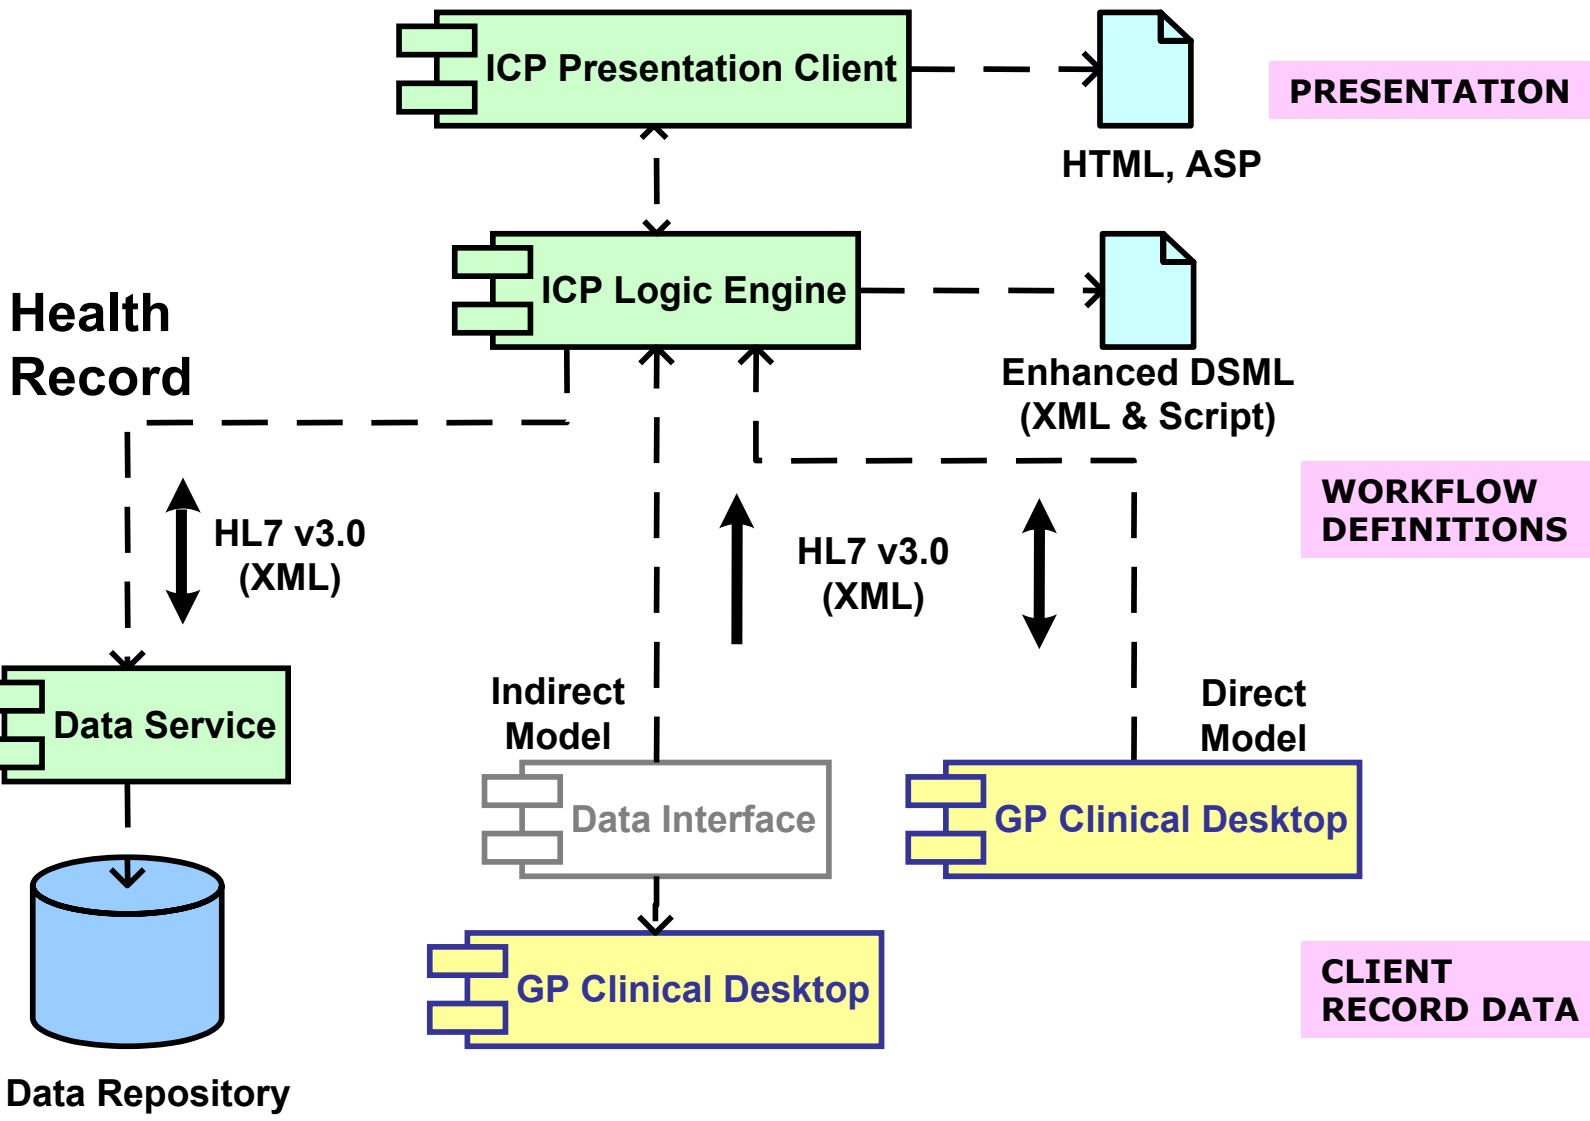 ICP Presentation Client
PRESENTATION
HTML, ASP
ICP Logic Engine
Health
Record
Enhanced DSML
(XML & Script)
WORKFLOW
DEFINITIONS
HL7 v3.0
(XML)
HL7 v3.0
(XML)
Indirect
Model
Direct
Model
Data Service
Data Interface
GP Clinical Desktop
GP Clinical Desktop
CLIENT
RECORD DATA
Data Repository